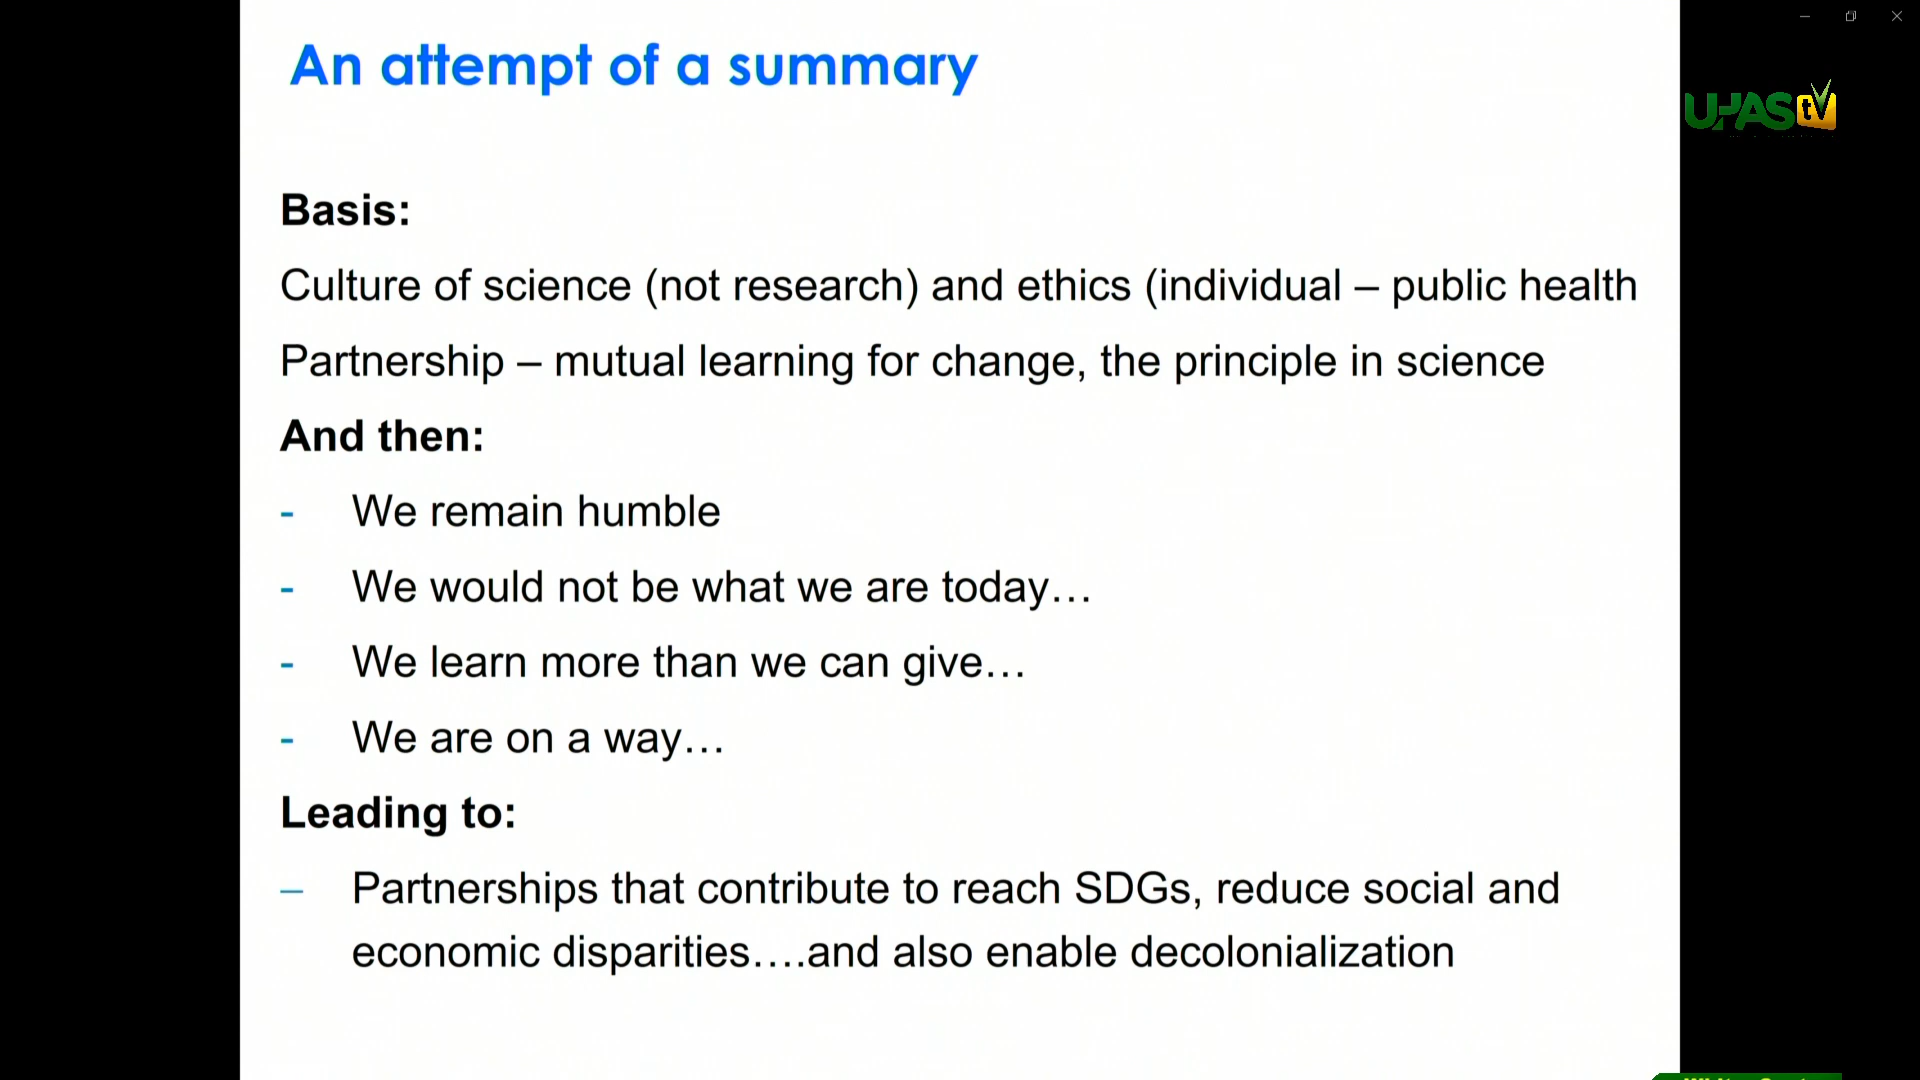 An attempt of a summary
UHAS tv
Basis:
Culture of science (not research) and ethics (individual – public health
Partnership – mutual learning for change, the principle in science
And then:
- We remain humble
- We would not be what we are today…
- We learn more than we can give…
- We are on a way…
Leading to:
– Partnerships that contribute to reach SDGs, reduce social and
economic disparities….and also enable decolonialization